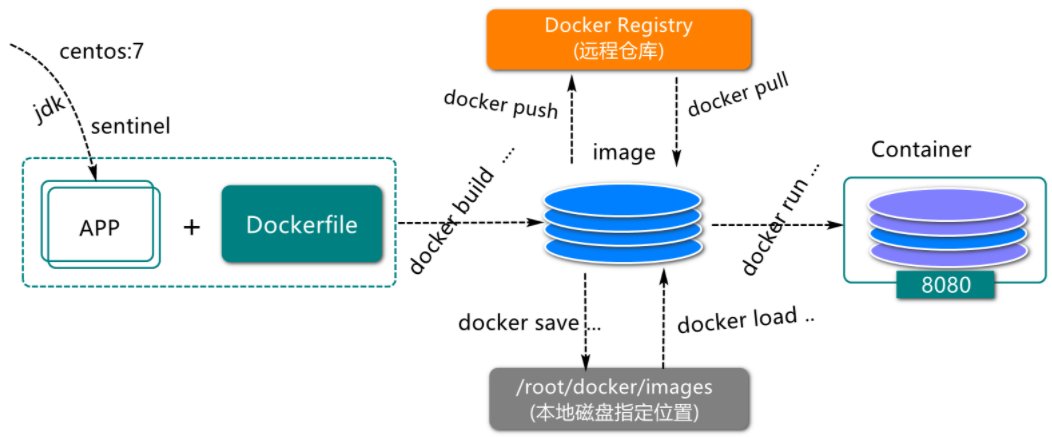 centos:7
jdk
sentinel
APP
+
Dockerfile
docker build ...
Docker Registry
(远程仓库)
docker push
docker pull
image
docker save ...
docker load ..
/root/docker/images
(本地磁盘指定位置)
docker run ...
Container
8080